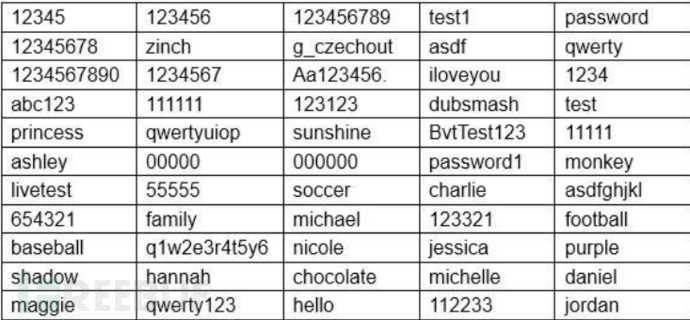 12345 123456 123456789 test1 password
12345678 zinch g_czechout asdf qwerty
1234567890 1234567 Aa123456. iloveyou 1234
abc123 111111 123123 dubsmash test
princess qwertyuiop sunshine BvtTest123 11111
ashley 00000 000000 password1 monkey
livetest 55555 soccer charlie asdfghjkl
654321 family michael 123321 football
baseball q1w2e3r4t5y6 nicole jessica purple
shadow hannah chocolate michelle daniel
maggie qwerty123 hello 112233 jordan